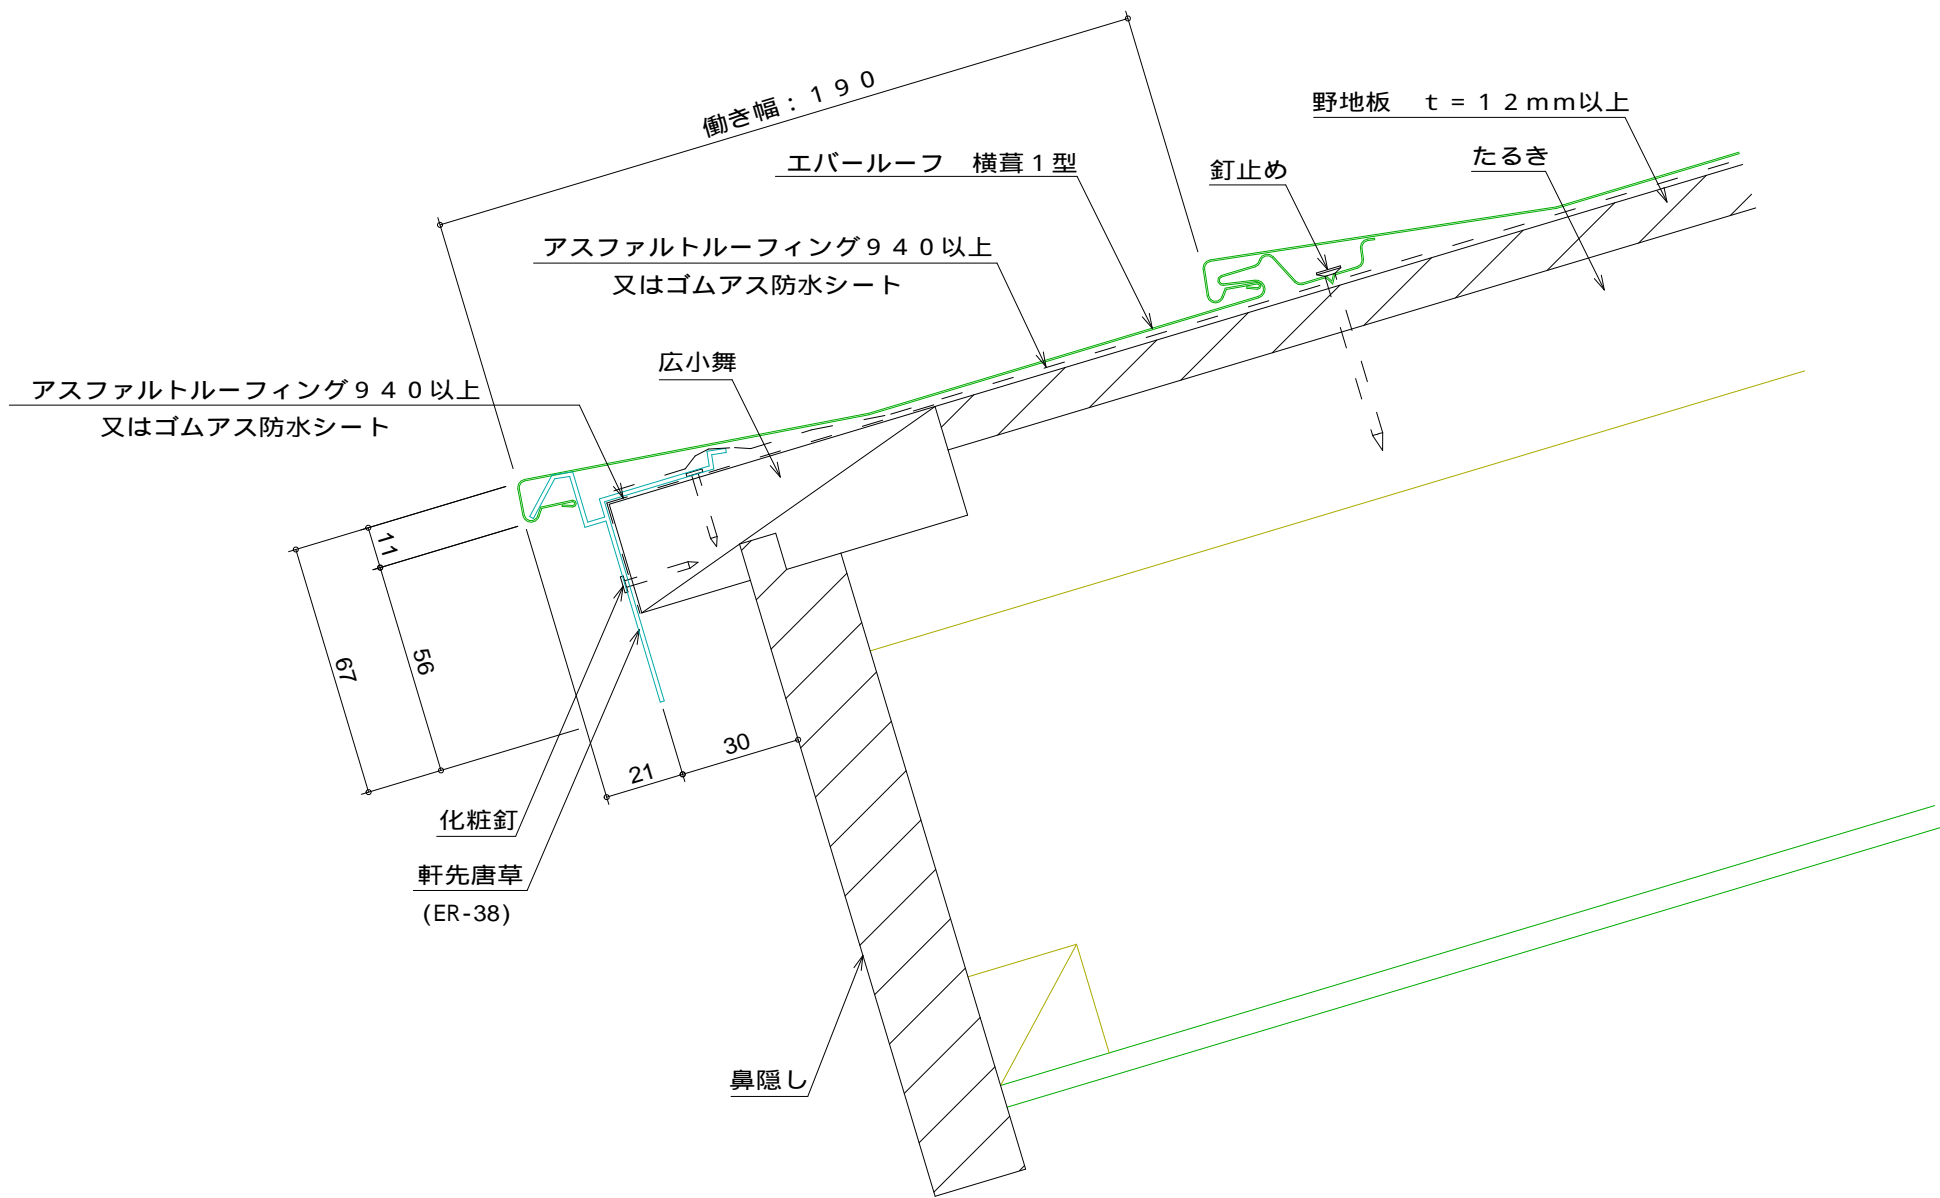 働き幅：１９０
野地板　ｔ＝１２ｍｍ以上
エバールーフ　横葺１型
釘止め
たるき
アスファルトルーフィング９４０以上
又はゴムアス防水シート
広小舞
アスファルトルーフィング９４０以上
又はゴムアス防水シート
11
67
56
30
21
化粧釘
軒先唐草
(ER-38)
鼻隠し